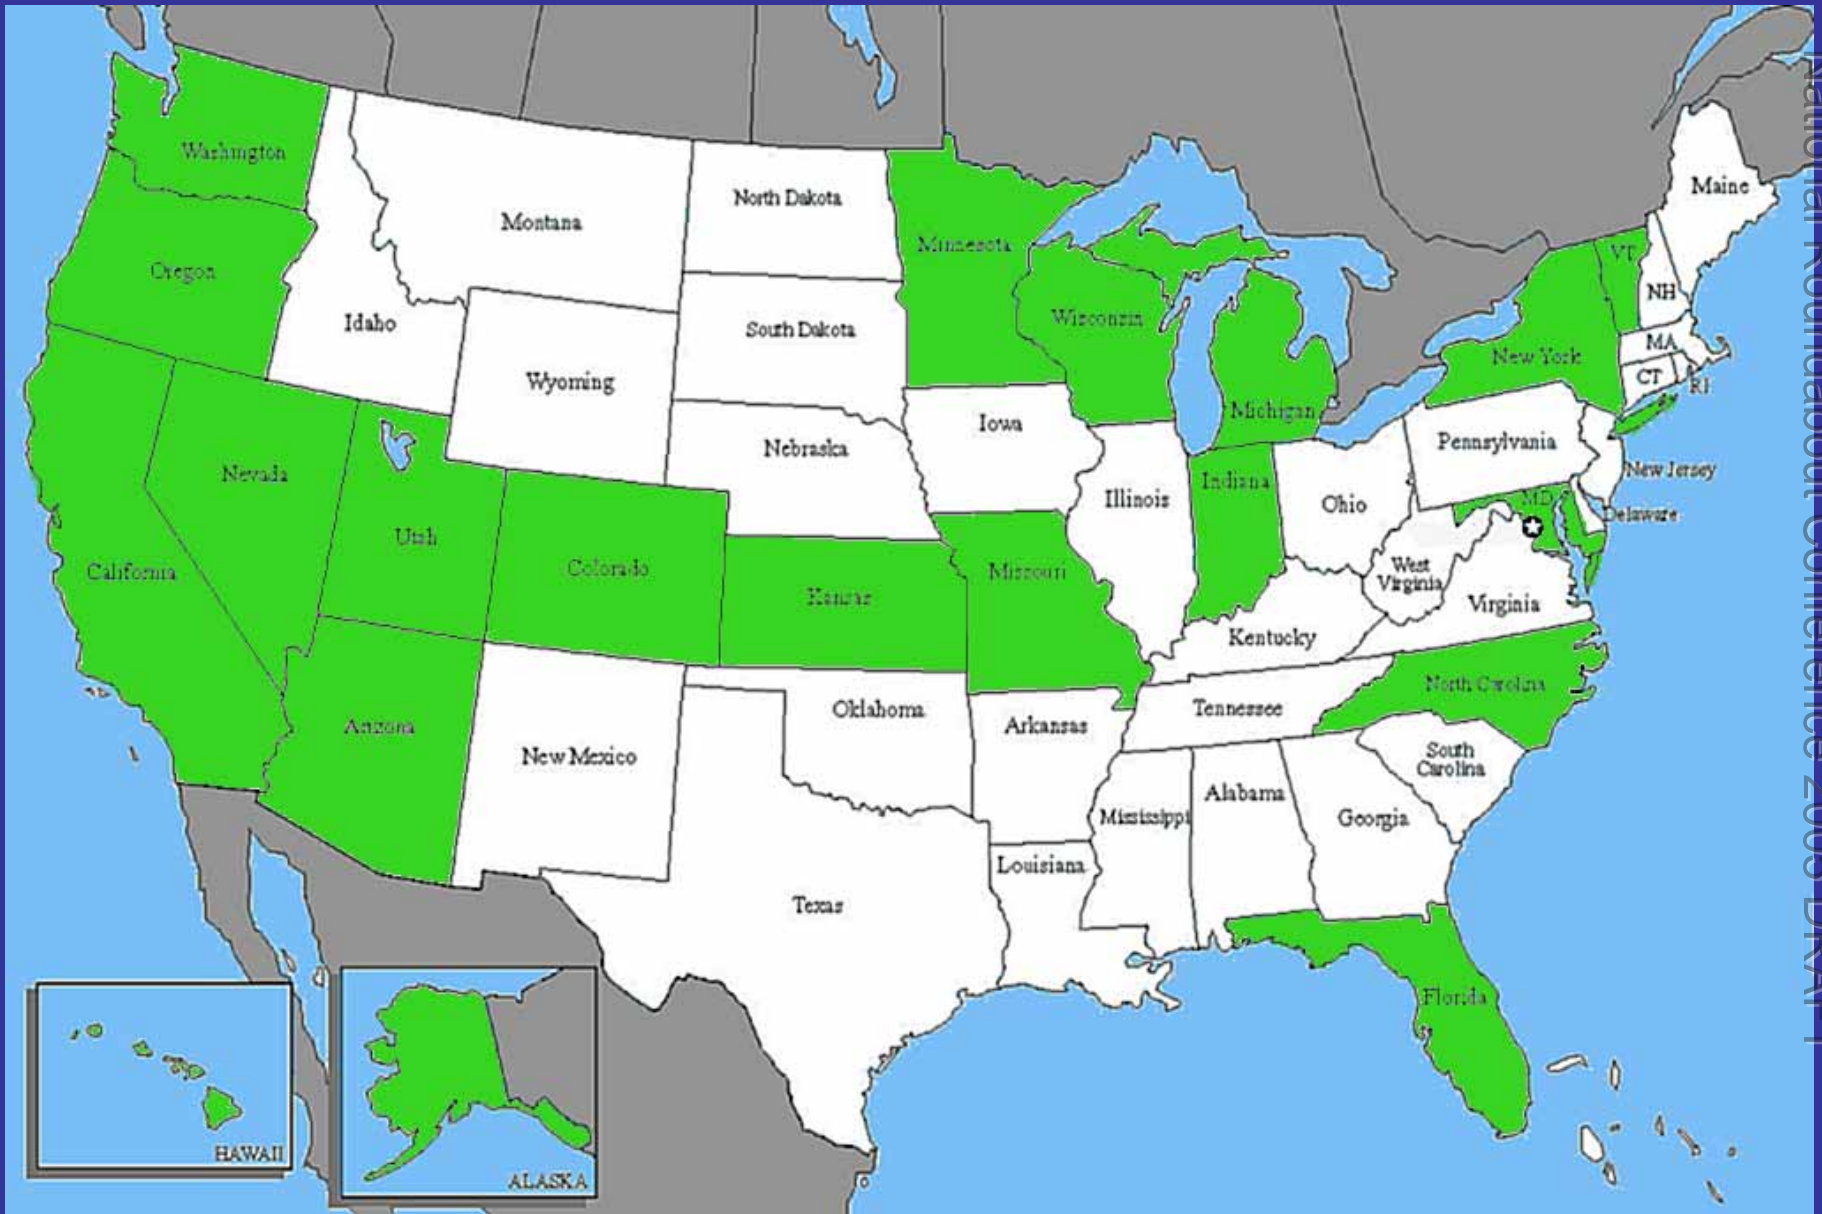 Washington
Montana
North Dakota
Minnesota
Maine
VT
NH
Oregon
Idaho
South Dakota
Wisconsin
New York
MA
CT
RI
Wyoming
Michigan
Iowa
Nebraska
Pennsylvania
New Jersey
Nevada
Illinois
Indiana
Ohio
MD
Delaware
Utah
Colorado
Kansas
Missouri
California
West
Virginia
Virginia
Kentucky
North Carolina
Tennessee
Arizona
New Mexico
Oklahoma
Arkansas
South
Carolina
Mississippi
Alabama
Georgia
Louisiana
Texas
Florida
HAWAII
ALASKA
National Roundabout Conference 2005 DRAFT